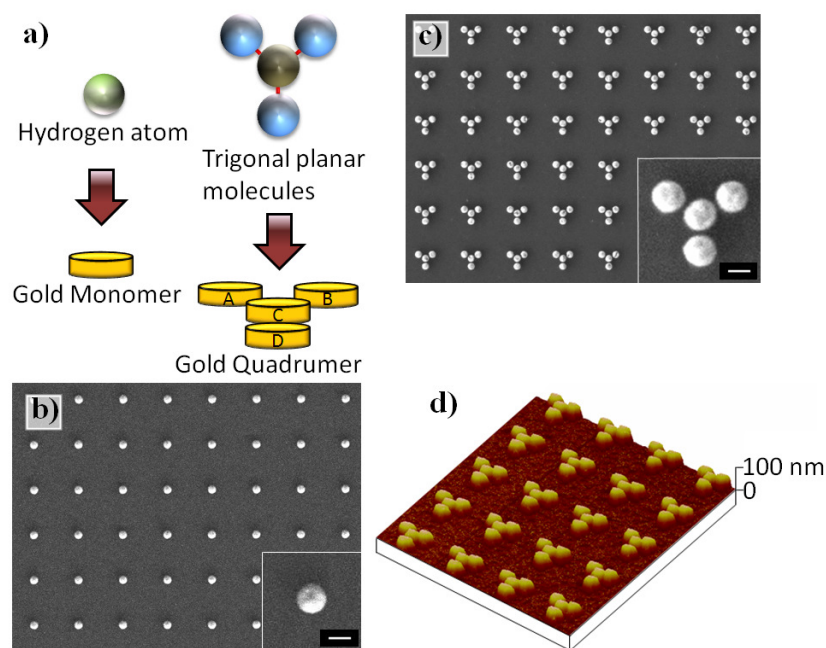 a)
Hydrogen atom
Trigonal planar
molecules
Gold Monomer
A
B
C
D
Gold Quadrumer
b)
c)
d)
100 nm
0